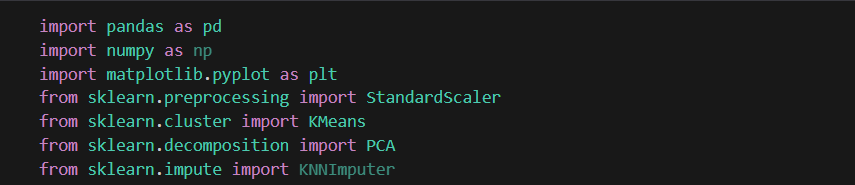 import pandas as pd
import numpy as np
import matplotlib.pyplot as plt
from sklearn.preprocessing import StandardScaler
from sklearn.cluster import KMeans
from sklearn.decomposition import PCA
from sklearn.impute import KNNImputer